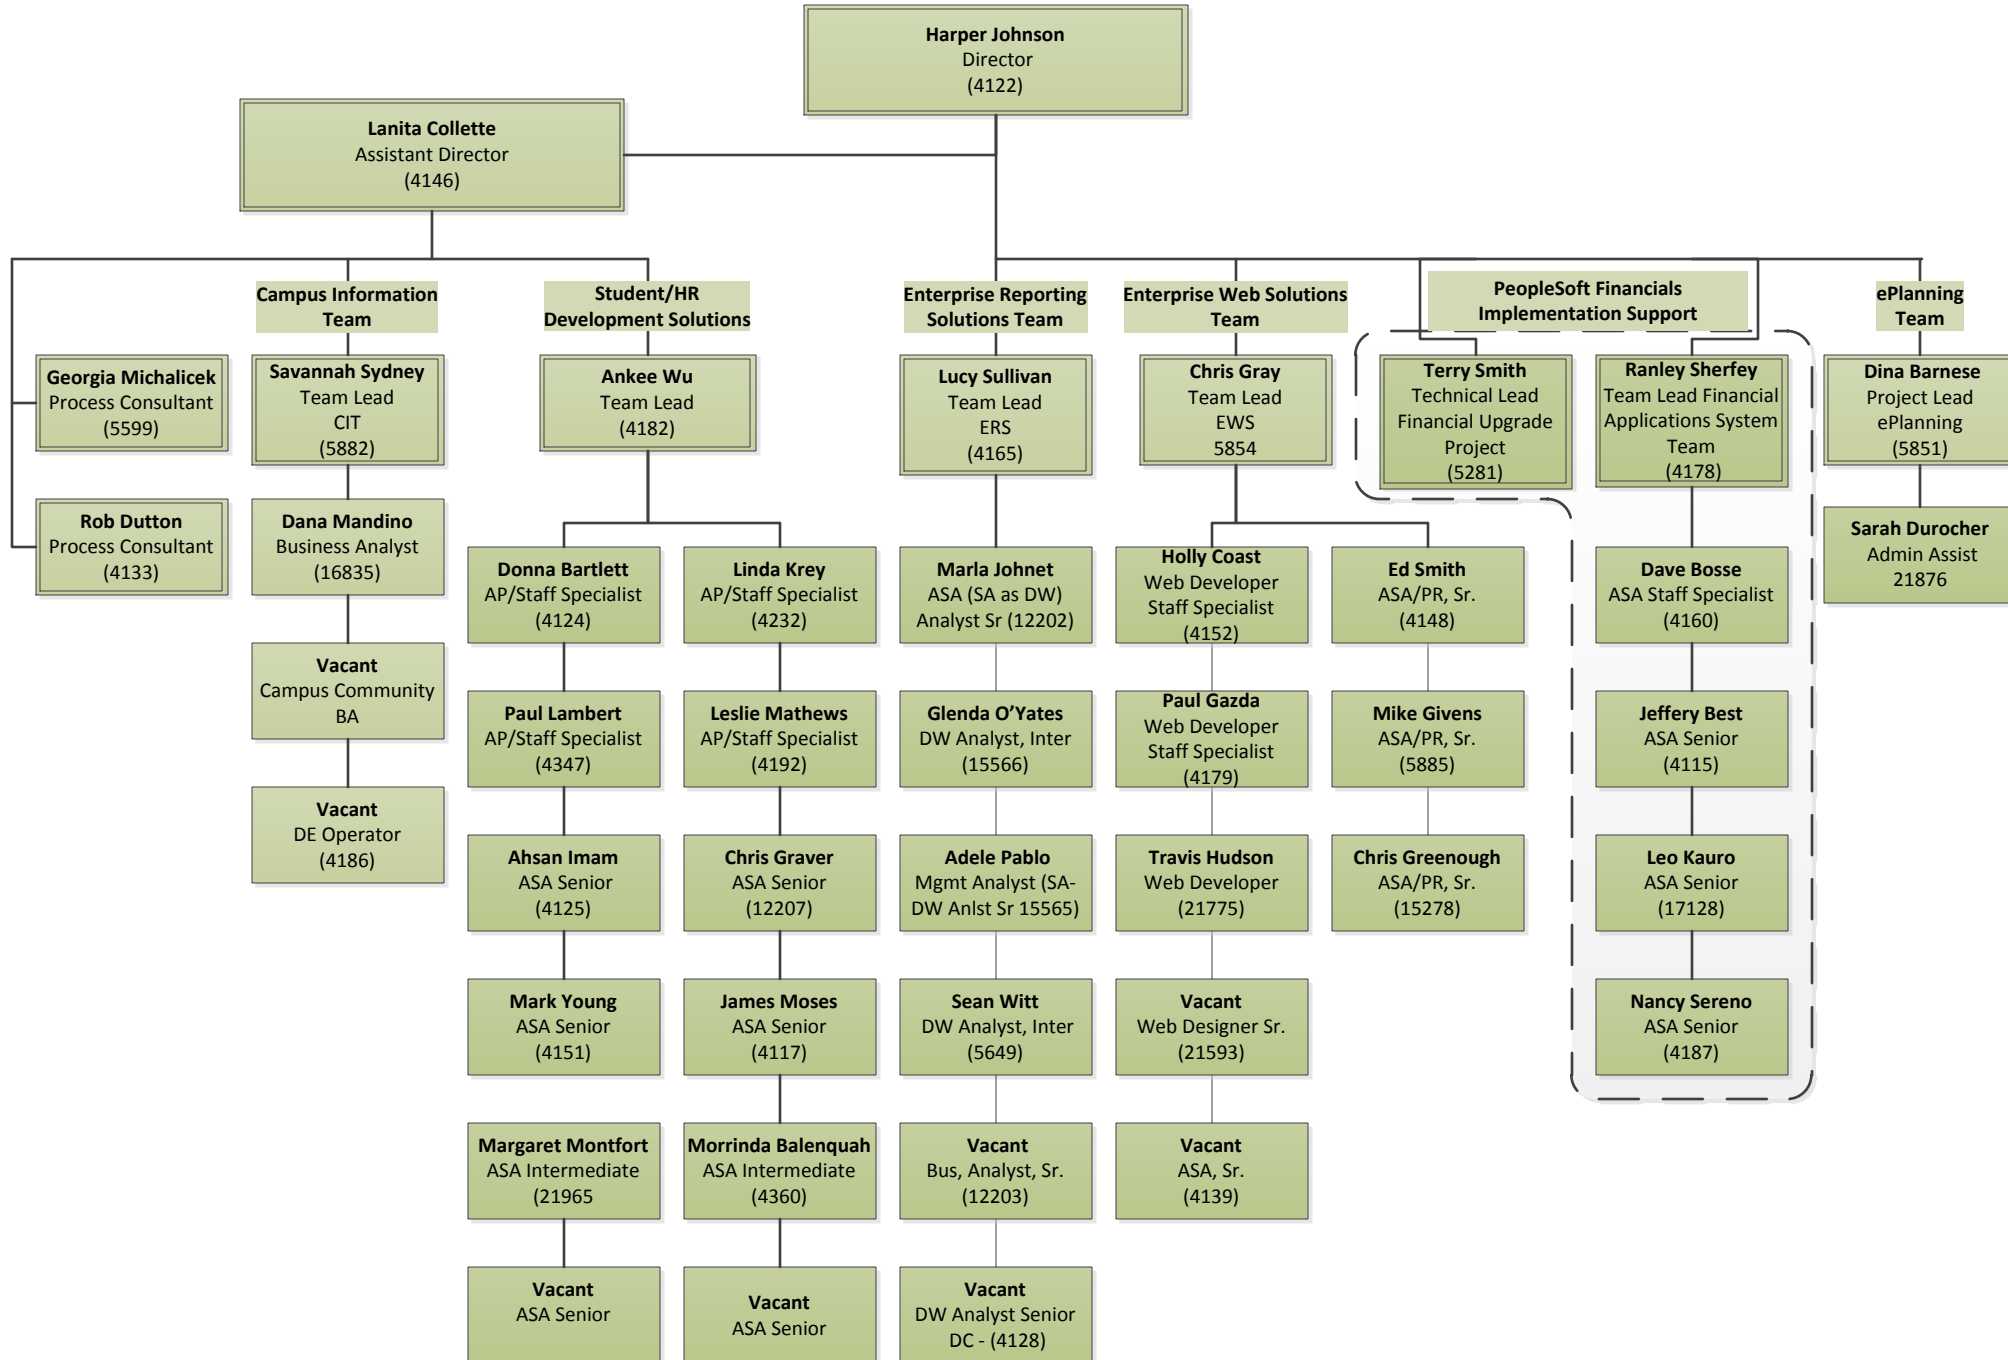 Harper Johnson
Director
(4122)
Lanita Collette
Assistant Director
(4146)
Campus Information
Team
Student/HR
Development Solutions
Enterprise Reporting
Solutions Team
Enterprise Web Solutions
Team
PeopleSoft Financials
Implementation Support
ePlanning
Team
Georgia Michalicek
Process Consultant
(5599)
Savannah Sydney
Team Lead
CIT
(5882)
Ankee Wu
Team Lead
(4182)
Lucy Sullivan
Team Lead
ERS
(4165)
Chris Gray
Team Lead
EWS
5854
Terry Smith
Technical Lead
Financial Upgrade
Project
(5281)
Ranley Sherfey
Team Lead Financial
Applications System
Team
(4178)
Dina Barnese
Project Lead
ePlanning
(5851)
Rob Dutton
Process Consultant
(4133)
Dana Mandino
Business Analyst
(16835)
Donna Bartlett
AP/Staff Specialist
(4124)
Linda Krey
AP/Staff Specialist
(4232)
Marla Johnet
ASA (SA as DW)
Analyst Sr (12202)
Holly Coast
Web Developer
Staff Specialist
(4152)
Ed Smith
ASA/PR, Sr.
(4148)
Dave Bosse
ASA Staff Specialist
(4160)
Sarah Durocher
Admin Assist
21876
Vacant
Campus Community
BA
Paul Lambert
AP/Staff Specialist
(4347)
Leslie Mathews
AP/Staff Specialist
(4192)
Glenda O’Yates
DW Analyst, Inter
(15566)
Paul Gazda
Web Developer
Staff Specialist
(4179)
Mike Givens
ASA/PR, Sr.
(5885)
Jeffery Best
ASA Senior
(4115)
Vacant
DE Operator
(4186)
Ahsan Imam
ASA Senior
(4125)
Chris Graver
ASA Senior
(12207)
Adele Pablo
Mgmt Analyst (SA-
DW Anlst Sr 15565)
Travis Hudson
Web Developer
(21775)
Chris Greenough
ASA/PR, Sr.
(15278)
Leo Kauro
ASA Senior
(17128)
Mark Young
ASA Senior
(4151)
James Moses
ASA Senior
(4117)
Sean Witt
DW Analyst, Inter
(5649)
Vacant
Web Designer Sr.
(21593)
Nancy Sereno
ASA Senior
(4187)
Margaret Montfort
ASA Intermediate
(21965
Morrinda Balenquah
ASA Intermediate
(4360)
Vacant
Bus, Analyst, Sr.
(12203)
Vacant
ASA, Sr.
(4139)
Vacant
ASA Senior
Vacant
ASA Senior
Vacant
DW Analyst Senior
DC - (4128)